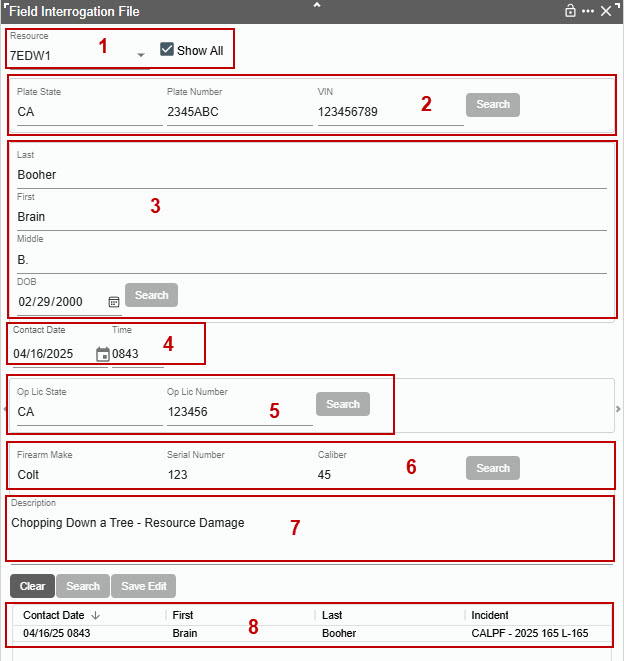 Field Interrogation File
Resource
7EDW1 1 Show All
Plate State Plate Number VIN
CA 2345ABC 123456789 2 Search
Last
Booher
First
Brain 3
Middle
B.
DOB
02/29/2000 Search
Contact Date Time
04/16/2025 0843 4
Op Lic State Op Lic Number
CA 123456 5 Search
Firearm Make Serial Number Caliber
Colt 123 45 6 Search
Description
Chopping Down a Tree - Resource Damage 7
Clear Search Save Edit
Contact Date First Last Incident
04/16/25 0843 Brain 8 Booher CALPF - 2025 165 L-165